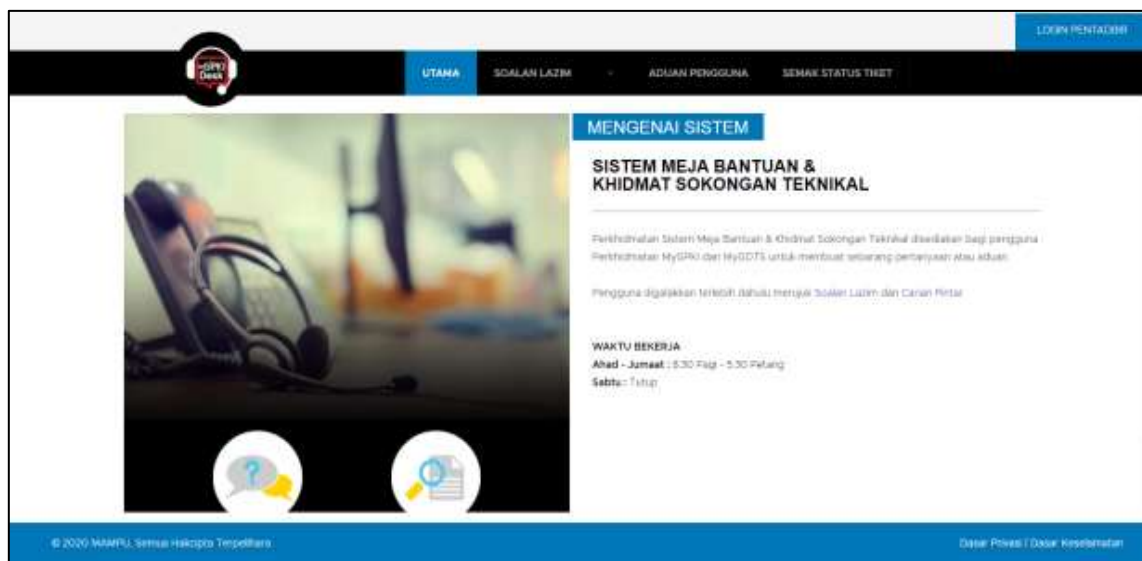 LOGIN PENTADBIR
GPKI
Desk
UTAMA SOALAN LAZIM ADUAN PENGGUNA SEMAK STATUS TIKET
MENGENAI SISTEM
SISTEM MEJA BANTUAN &
KHIDMAT SOKONGAN TEKNIKAL
Perkhidmatan Sistem Meja Bantuan & Khidmat Sokongan Teknikal disediakan bagi pengguna
Perkhidmatan MyGPKI dan MyGDTS untuk membuat sebarang pertanyaan atau aduan.
Pengguna digalakkan terlebih dahulu merujuk Soalan Lazim dan Carian Pintar
WAKTU BEKERJA
Ahad - Jumaat : 8.30 Pagi - 5.30 Petang
Sabtu : Tutup
© 2020 MAMPU, Semua Hakcipta Terpelihara
Dasar Privasi | Dasar Keselamatan